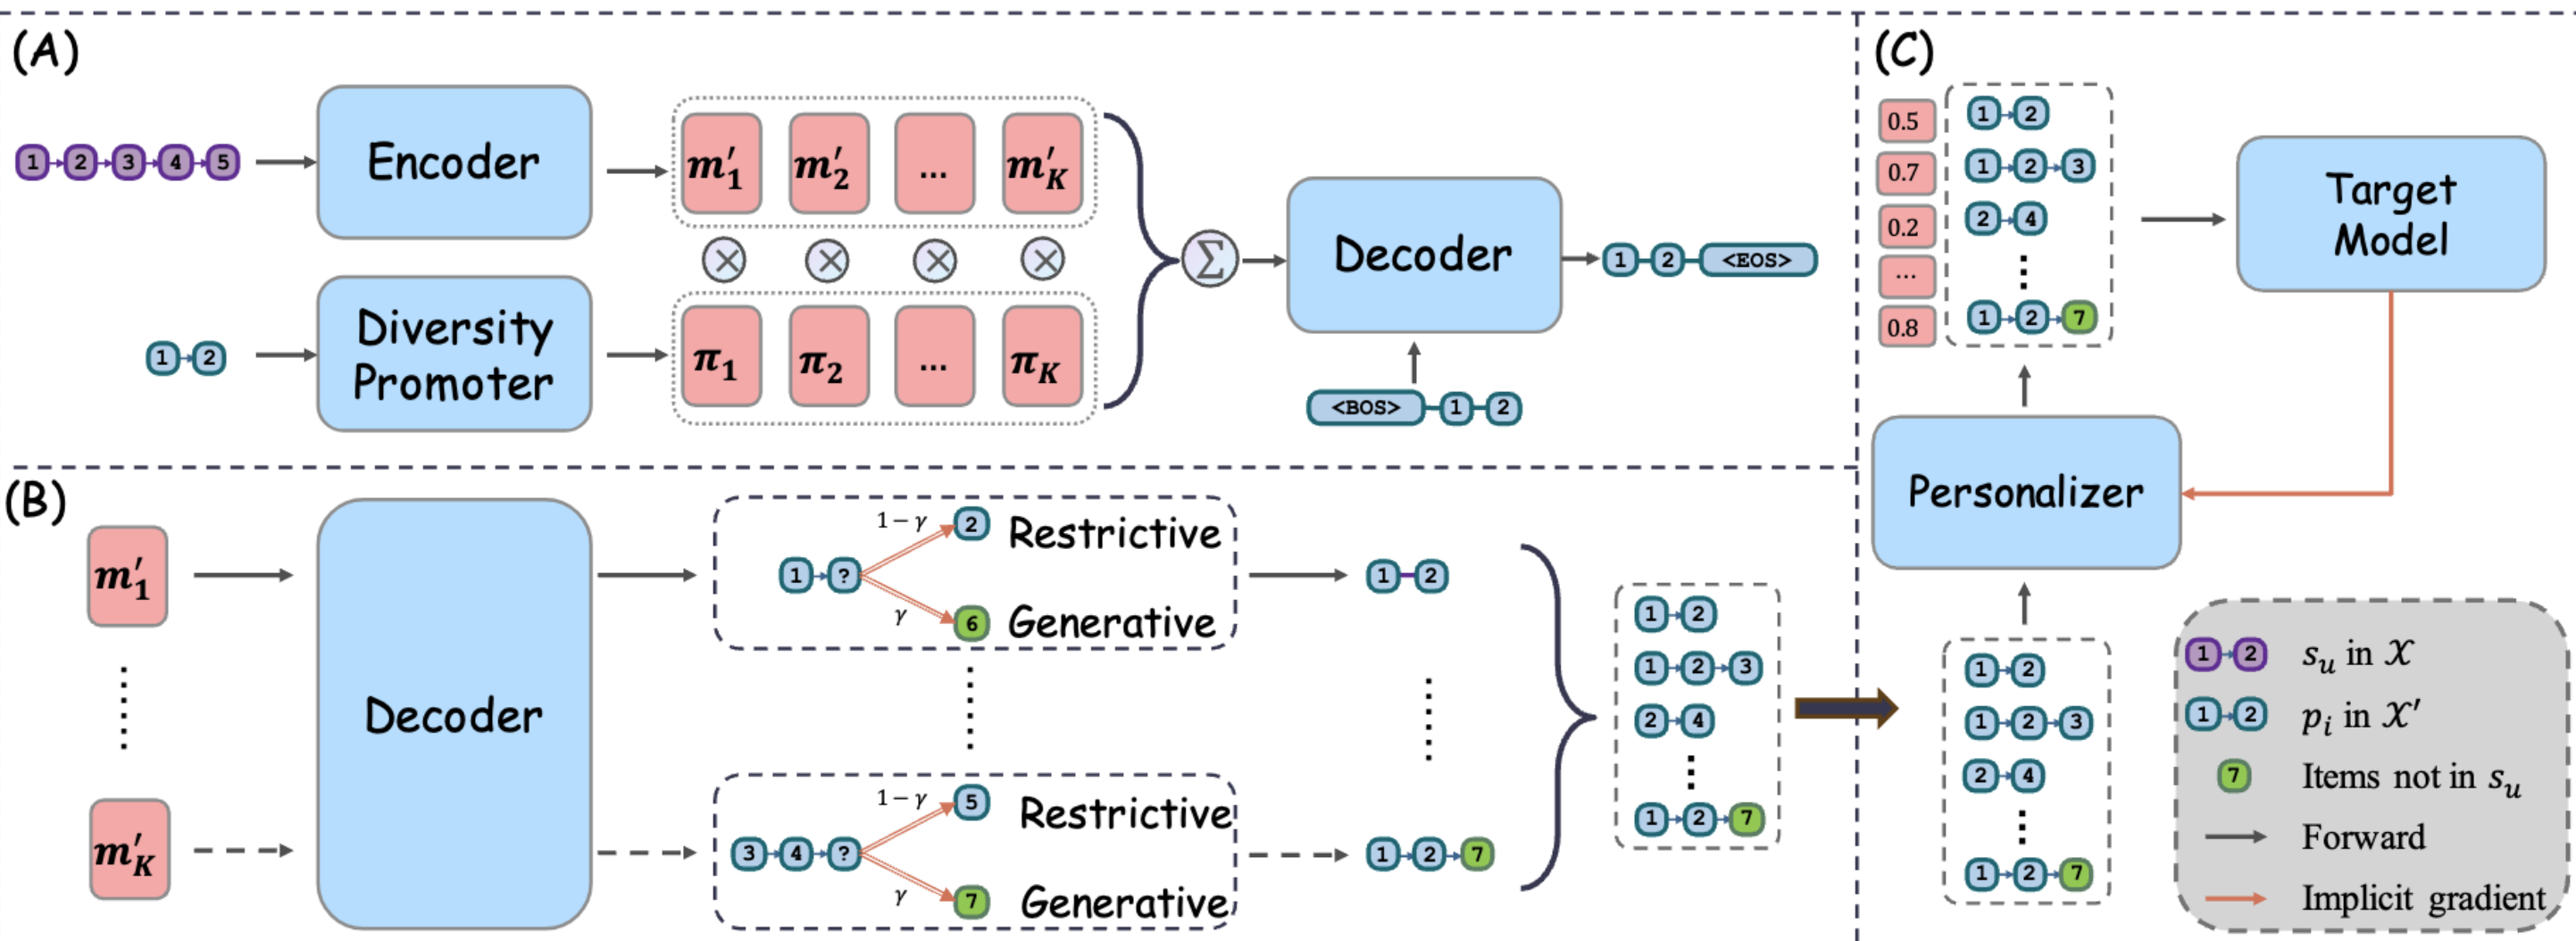 (A)
1 2 3 4 5
Encoder
m′₁ m′₂ ... m′_K
1 2
Diversity
Promoter
π₁ π₂ ... π_K
Σ
Decoder
1 2 <EOS>
<BOS> 1 2
(B)
m′₁
m′_K
Decoder
1 ?
1 − γ
2 Restrictive
γ
6 Generative
3 4 ?
1 − γ
5 Restrictive
γ
7 Generative
1 2
1 2 7
1 2
1 2 3
2 4
1 2 7
(C)
0.5 1 2
0.7 1 2 3
0.2 2 4
...
0.8 1 2 7
Target
Model
Personalizer
1 2
1 2 3
2 4
1 2 7
1 2 s_u in 𝒳
1 2 p_i in 𝒳′
7 Items not in s_u
Forward
Implicit gradient